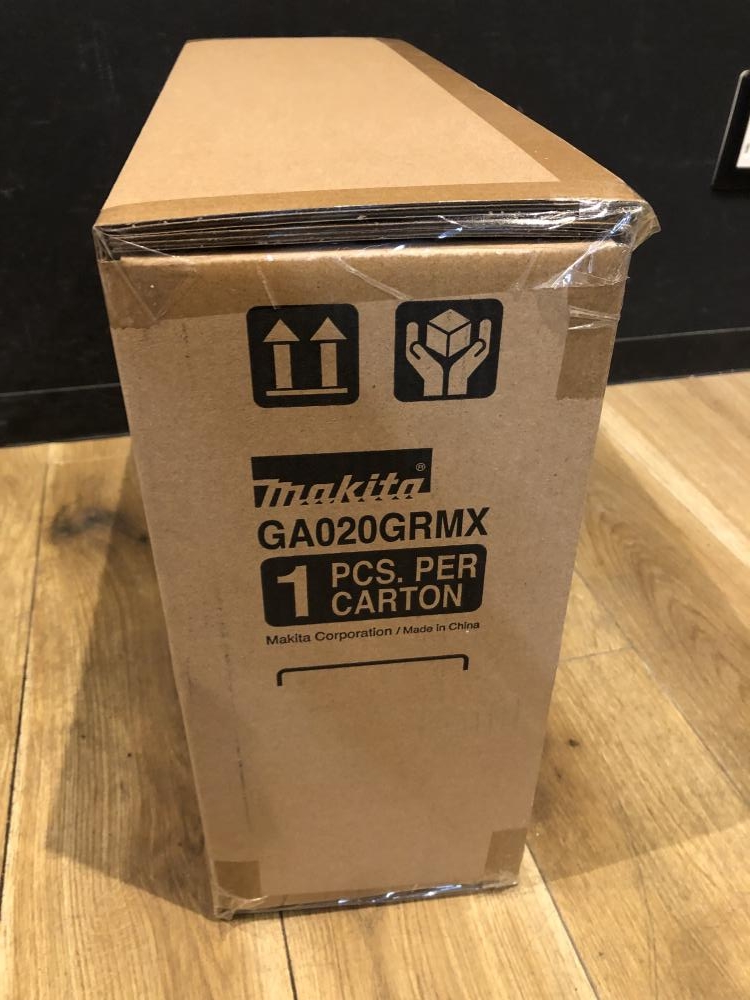 makita®
GA020GRMX
1 PCS. PER
CARTON
Makita Corporation / Made in China